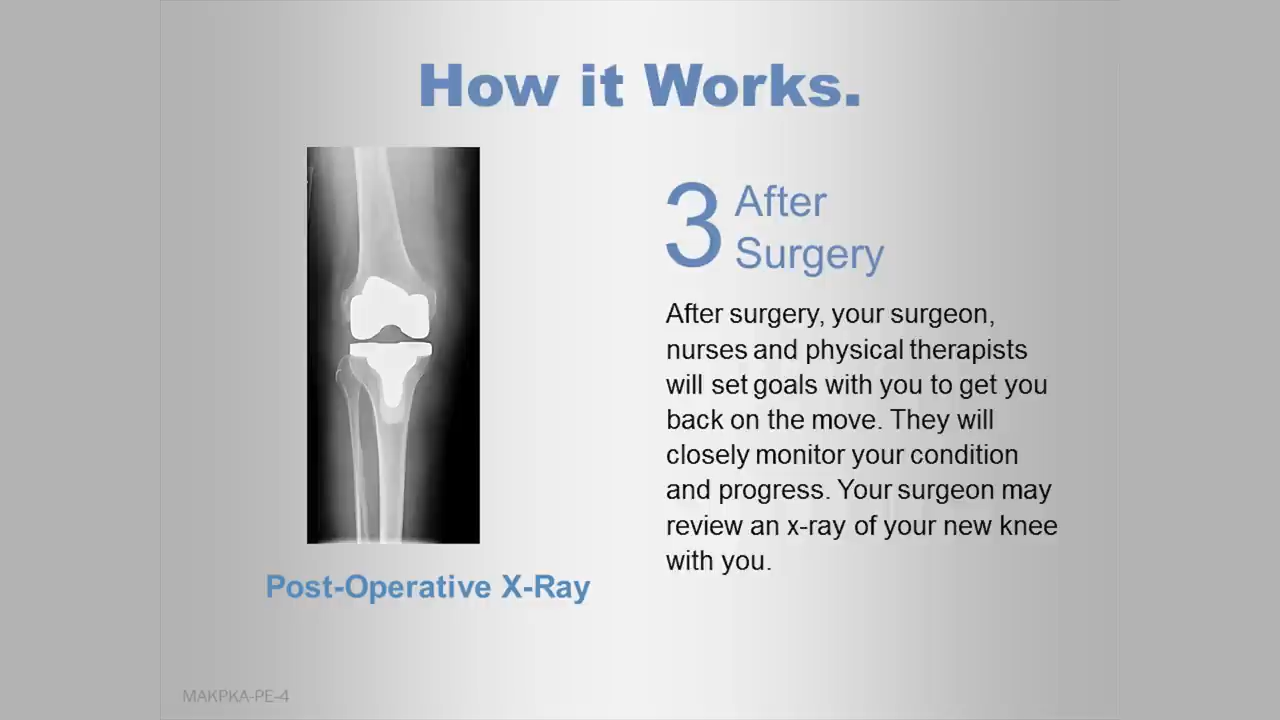 How it Works.
3 After
Surgery
After surgery, your surgeon,
nurses and physical therapists
will set goals with you to get you
back on the move. They will
closely monitor your condition
and progress. Your surgeon may
review an x-ray of your new knee
with you.
Post-Operative X-Ray
MAKPKA-PE-4